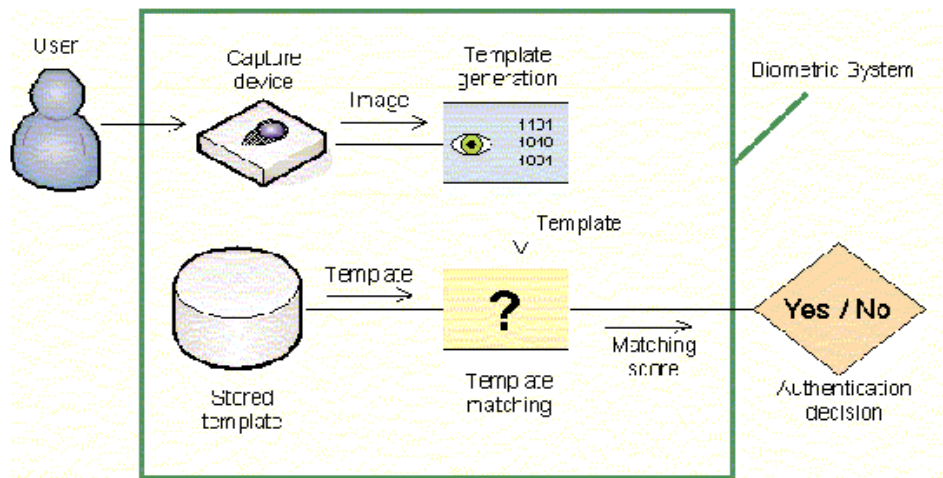 User
Capture
device
Image
Template
generation
1101
1010
1001
Biometric System
Template
Template
?
Yes / No
Matching
score
Stored
template
Template
matching
Authentication
decision